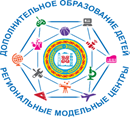 ДОПОЛНИТЕЛЬНОЕ ОБРАЗОВАНИЕ ДЕТЕЙ
РЕГИОНАЛЬНЫЕ МОДЕЛЬНЫЕ ЦЕНТРЫ